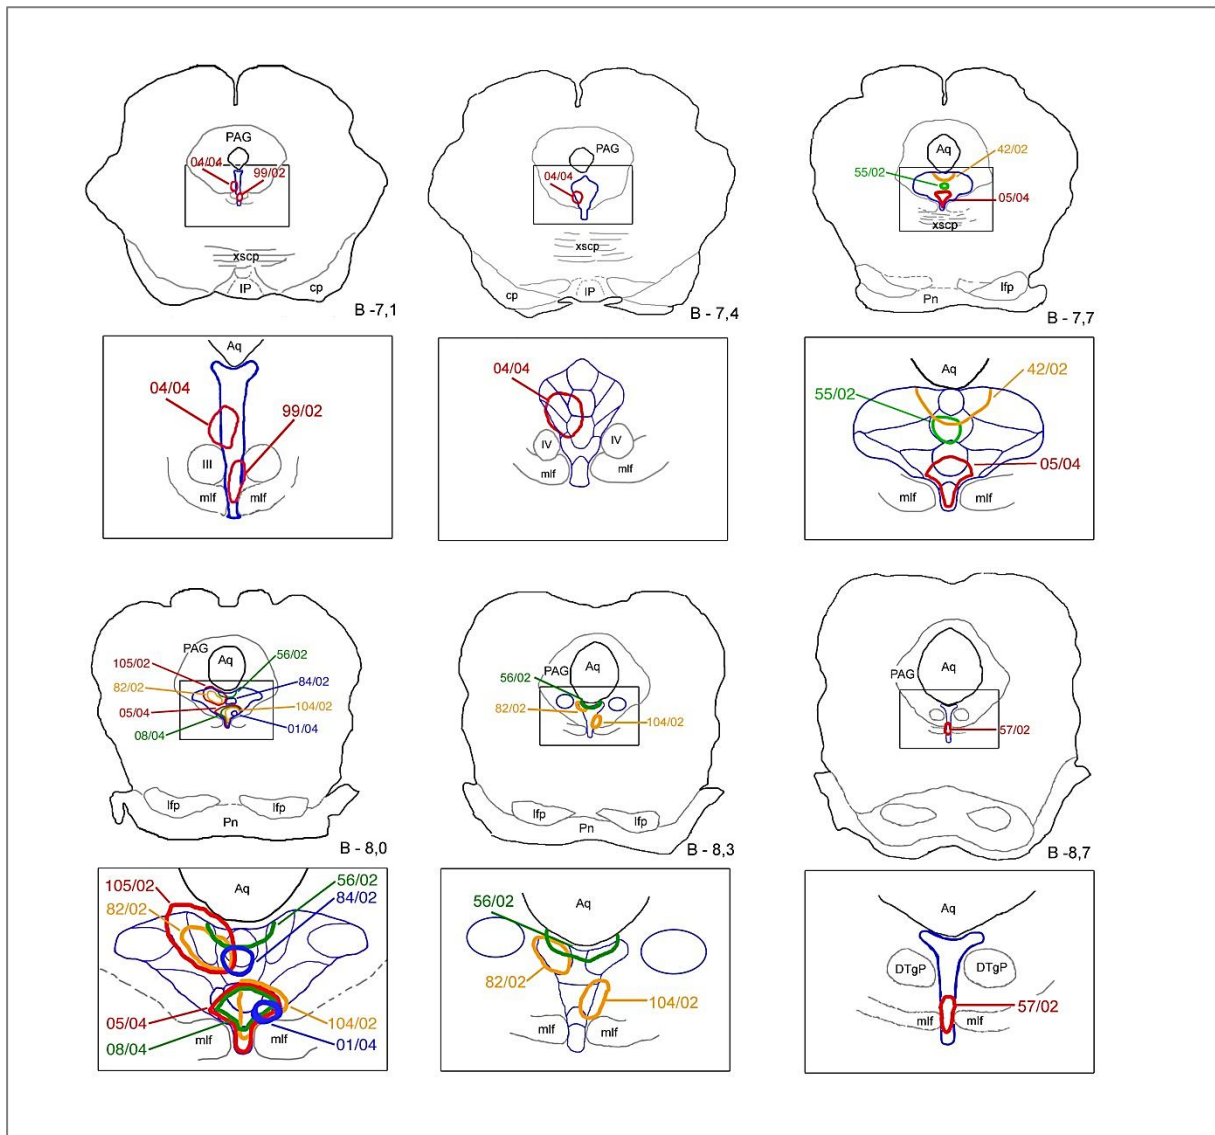 PAG
04/04
99/02
xscp
IP
cp
B -7,1
PAG
04/04
xscp
cp
IP
B - 7,4
Aq
42/02
55/02
05/04
xscp
Pn
lfp
B - 7,7
Aq
04/04
99/02
III
mlf
mlf
04/04
IV
IV
mlf
mlf
42/02
Aq
55/02
05/04
mlf
mlf
PAG
56/02
105/02
Aq
84/02
82/02
05/04
104/02
08/04
01/04
lfp
lfp
Pn
B - 8,0
PAG
Aq
56/02
82/02
104/02
lfp
Pn
lfp
B - 8,3
Aq
PAG
57/02
B -8,7
105/02
56/02
Aq
84/02
82/02
05/04
104/02
mlf
mlf
08/04
01/04
56/02
Aq
82/02
104/02
mlf
mlf
Aq
DTgP
DTgP
57/02
mlf
mlf